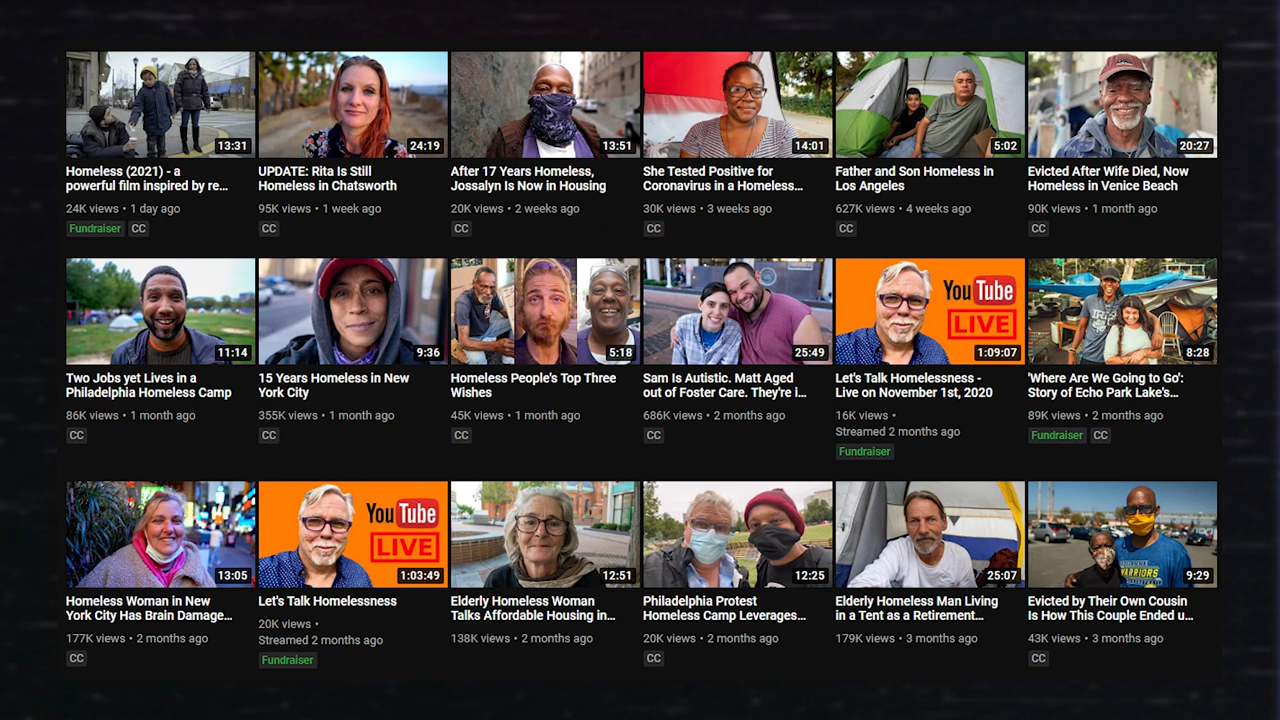 13:31
24:19
13:51
14:01
5:02
20:27
Homeless (2021) - a
powerful film inspired by re...
24K views • 1 day ago
Fundraiser CC
UPDATE: Rita Is Still
Homeless in Chatsworth
95K views • 1 week ago
CC
After 17 Years Homeless,
Jossalyn Is Now in Housing
20K views • 2 weeks ago
CC
She Tested Positive for
Coronavirus in a Homeless...
30K views • 3 weeks ago
CC
Father and Son Homeless in
Los Angeles
627K views • 4 weeks ago
CC
Evicted After Wife Died, Now
Homeless in Venice Beach
90K views • 1 month ago
CC
11:14
9:36
5:18
25:49
YouTube
LIVE
1:09:07
8:28
Two Jobs yet Lives in a
Philadelphia Homeless Camp
86K views • 1 month ago
CC
15 Years Homeless in New
York City
355K views • 1 month ago
CC
Homeless People's Top Three
Wishes
45K views • 1 month ago
CC
Sam Is Autistic. Matt Aged
out of Foster Care. They're i...
686K views • 2 months ago
CC
Let's Talk Homelessness -
Live on November 1st, 2020
16K views •
Streamed 2 months ago
Fundraiser
'Where Are We Going to Go':
Story of Echo Park Lake's...
89K views • 2 months ago
Fundraiser CC
13:05
YouTube
LIVE
1:03:49
12:51
12:25
25:07
WARRIORS
9:29
Homeless Woman in New
York City Has Brain Damage...
177K views • 2 months ago
CC
Let's Talk Homelessness
20K views •
Streamed 2 months ago
Fundraiser
Elderly Homeless Woman
Talks Affordable Housing in...
138K views • 2 months ago
Philadelphia Protest
Homeless Camp Leverages...
20K views • 2 months ago
CC
Elderly Homeless Man Living
in a Tent as a Retirement...
179K views • 3 months ago
Evicted by Their Own Cousin
Is How This Couple Ended u...
43K views • 3 months ago
CC